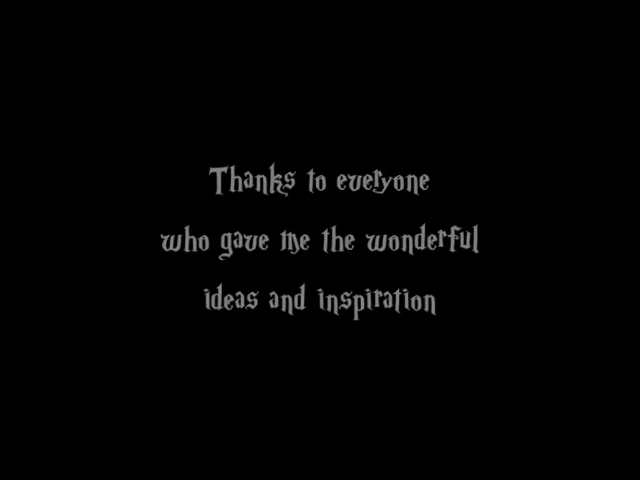 Thanks to everyone
who gave me the wonderful
ideas and inspiration